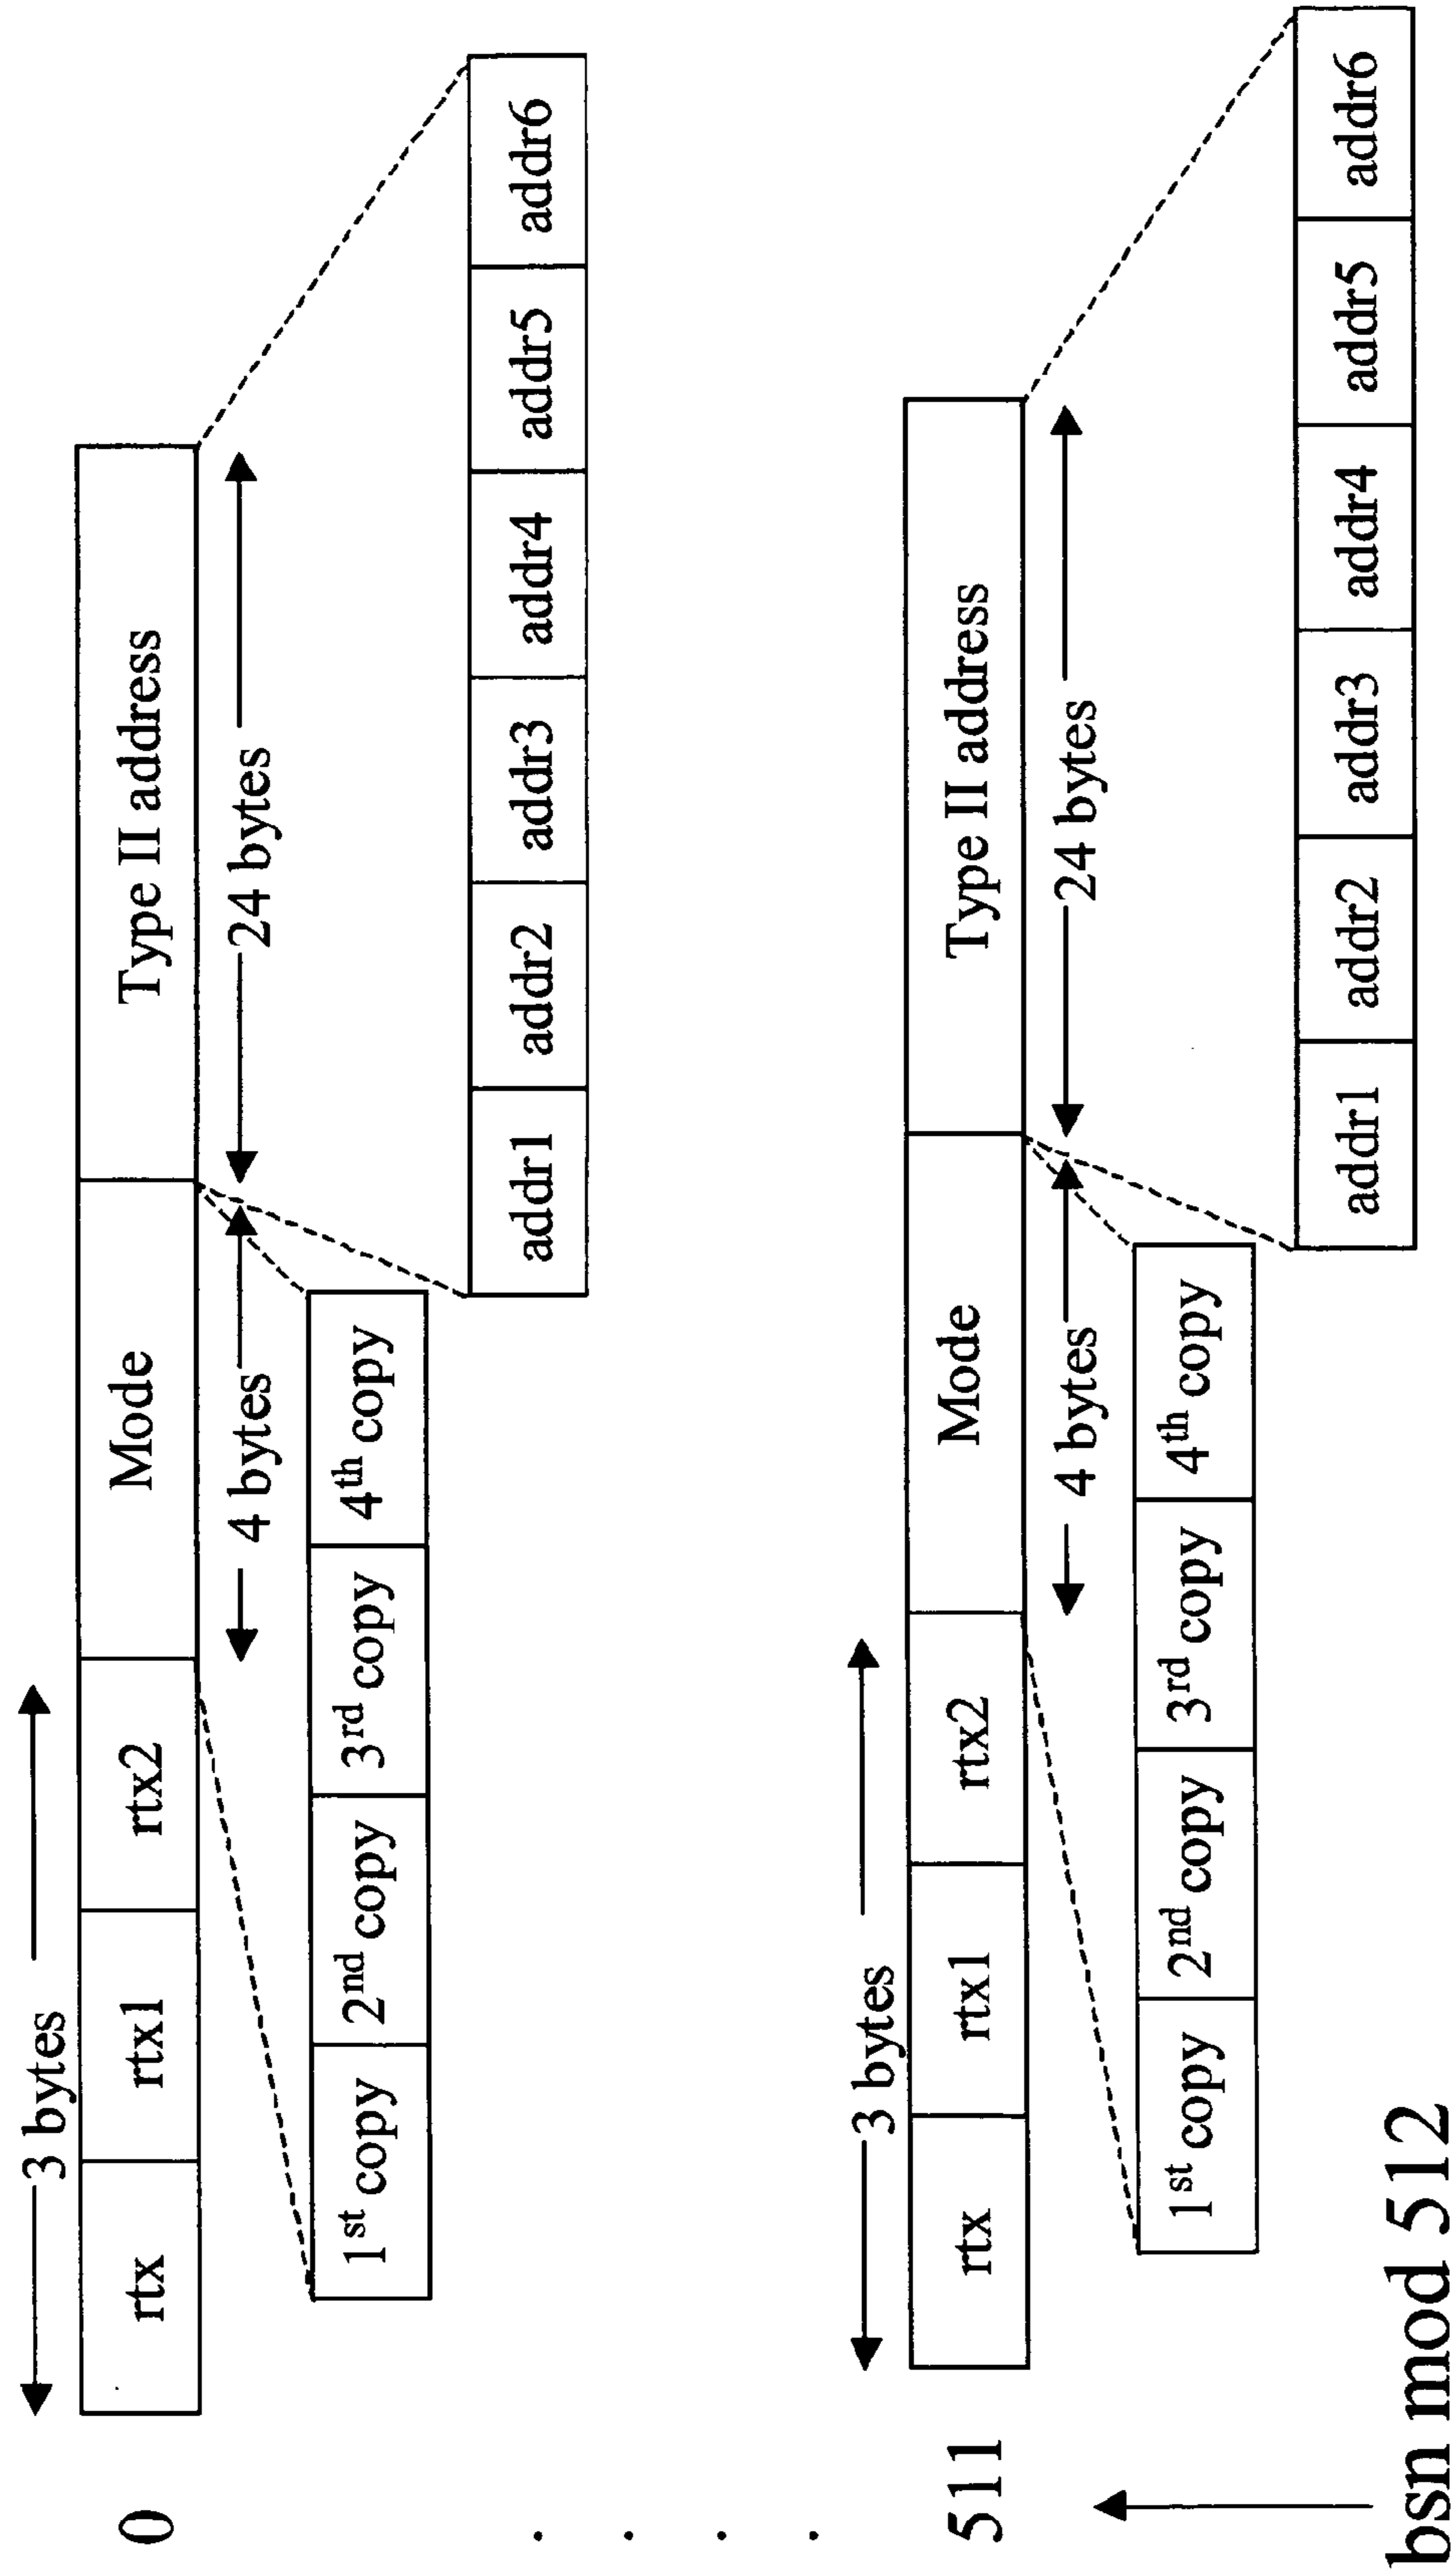 3 bytes
0
rtx
rtx1
rtx2
Mode
Type II address
4 bytes
24 bytes
1st copy
2nd copy
3rd copy
4th copy
addr1
addr2
addr3
addr4
addr5
addr6
3 bytes
511
rtx
rtx1
rtx2
Mode
Type II address
4 bytes
24 bytes
1st copy
2nd copy
3rd copy
4th copy
addr1
addr2
addr3
addr4
addr5
addr6
bsn mod 512